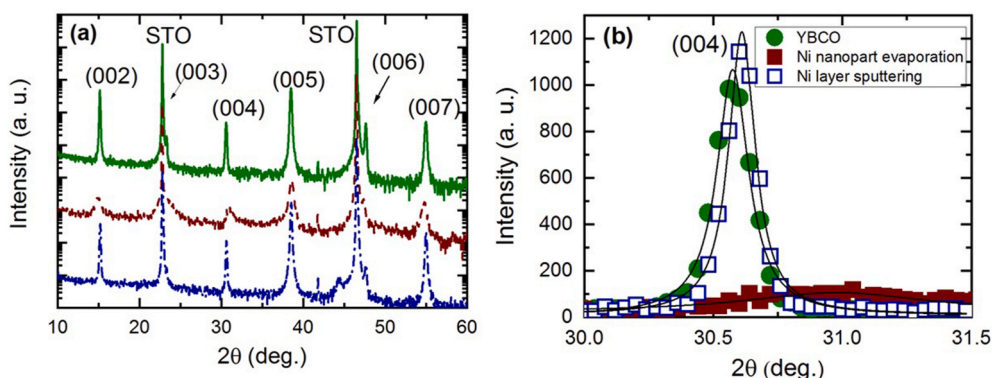 (a)
STO
STO
(002)
(003)
(004)
(005)
(006)
(007)
Intensity (a. u.)
10 20 30 40 50 60
2θ (deg.)
(b)
(004)
YBCO
Ni nanopart evaporation
Ni layer sputtering
Intensity (a. u.)
1200
1000
800
600
400
200
0
30.0 30.5 31.0 31.5
2θ (deg.)